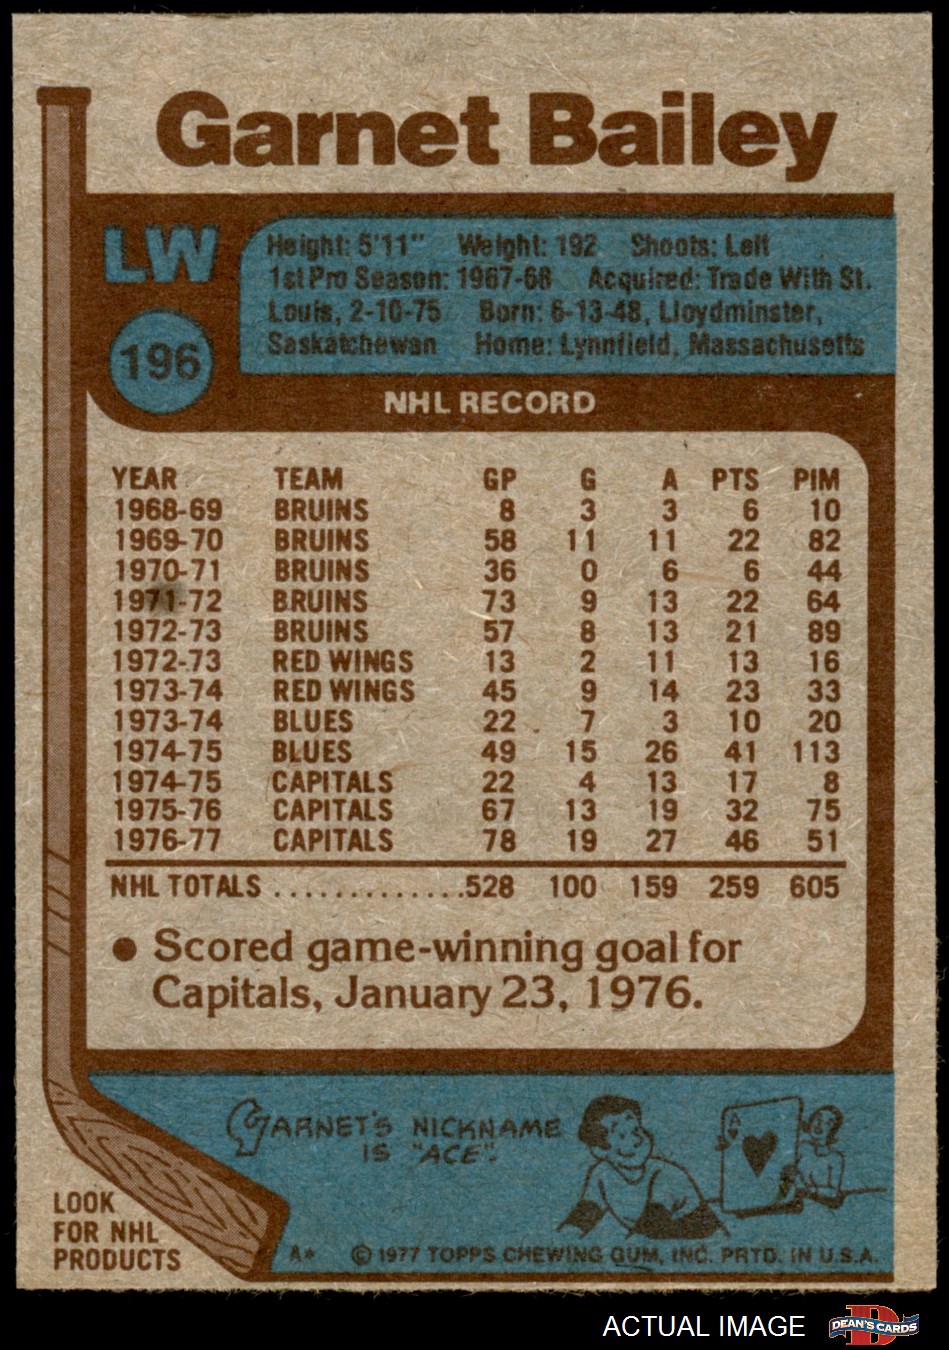 Garnet Bailey
LW
196
Height: 5'11" Weight: 192 Shoots: Left
1st Pro Season: 1967-68 Acquired: Trade With St.
Louis, 2-10-75 Born: 6-13-48, Lloydminster,
Saskatchewan Home: Lynnfield, Massachusetts
NHL RECORD
YEAR TEAM GP G A PTS PIM
1968-69 BRUINS 8 3 3 6 10
1969-70 BRUINS 58 11 11 22 82
1970-71 BRUINS 36 0 6 6 44
1971-72 BRUINS 73 9 13 22 64
1972-73 BRUINS 57 8 13 21 89
1972-73 RED WINGS 13 2 11 13 16
1973-74 RED WINGS 45 9 14 23 33
1973-74 BLUES 22 7 3 10 20
1974-75 BLUES 49 15 26 41 113
1974-75 CAPITALS 22 4 13 17 8
1975-76 CAPITALS 67 13 19 32 75
1976-77 CAPITALS 78 19 27 46 51
NHL TOTALS .............528 100 159 259 605
● Scored game-winning goal for
Capitals, January 23, 1976.
GARNET'S NICKNAME
IS "ACE".
A
LOOK
FOR NHL
PRODUCTS
A* © 1977 TOPPS CHEWING GUM, INC. PRTD. IN U.S.A.
ACTUAL IMAGE
D
DEAN'S CARDS